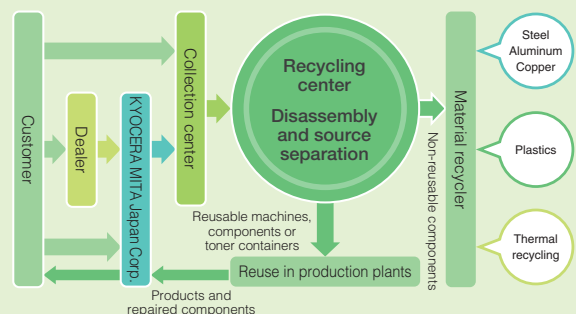 Customer
Dealer
KYOCERA MITA Japan Corp.
Collection center
Recycling
center
Disassembly
and source
separation
Non-reusable components
Material recycler
Steel
Aluminum
Copper
Plastics
Thermal
recycling
Reusable machines,
components or
toner containers
Reuse in production plants
Products and
repaired components